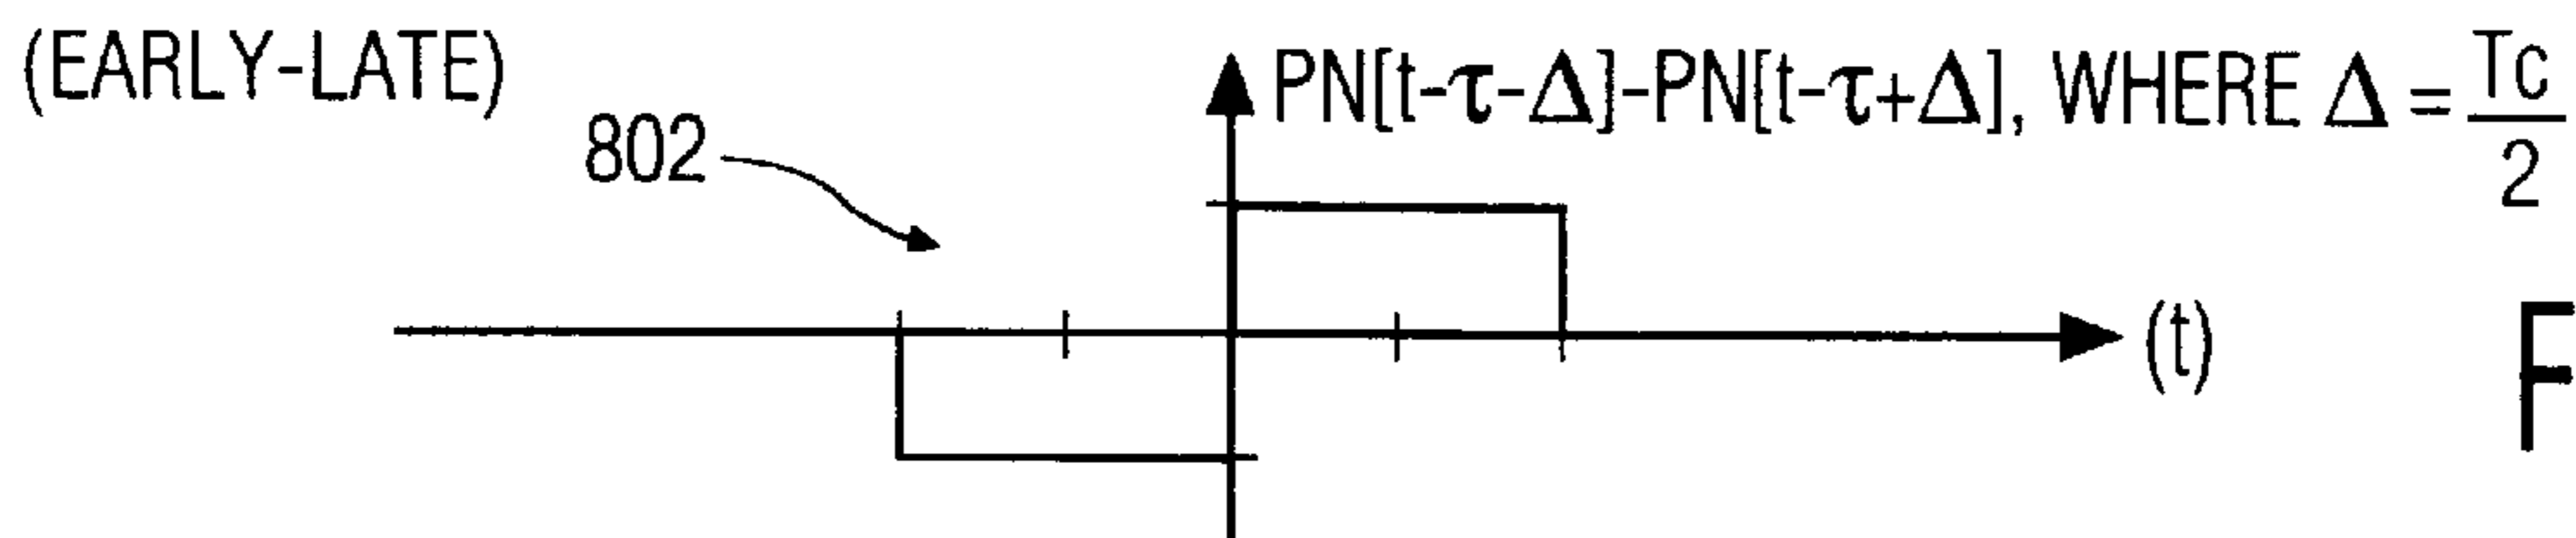 (EARLY-LATE)
PN[t-τ-Δ]-PN[t-τ+Δ], WHERE Δ = Tc/2
802
(t)
F